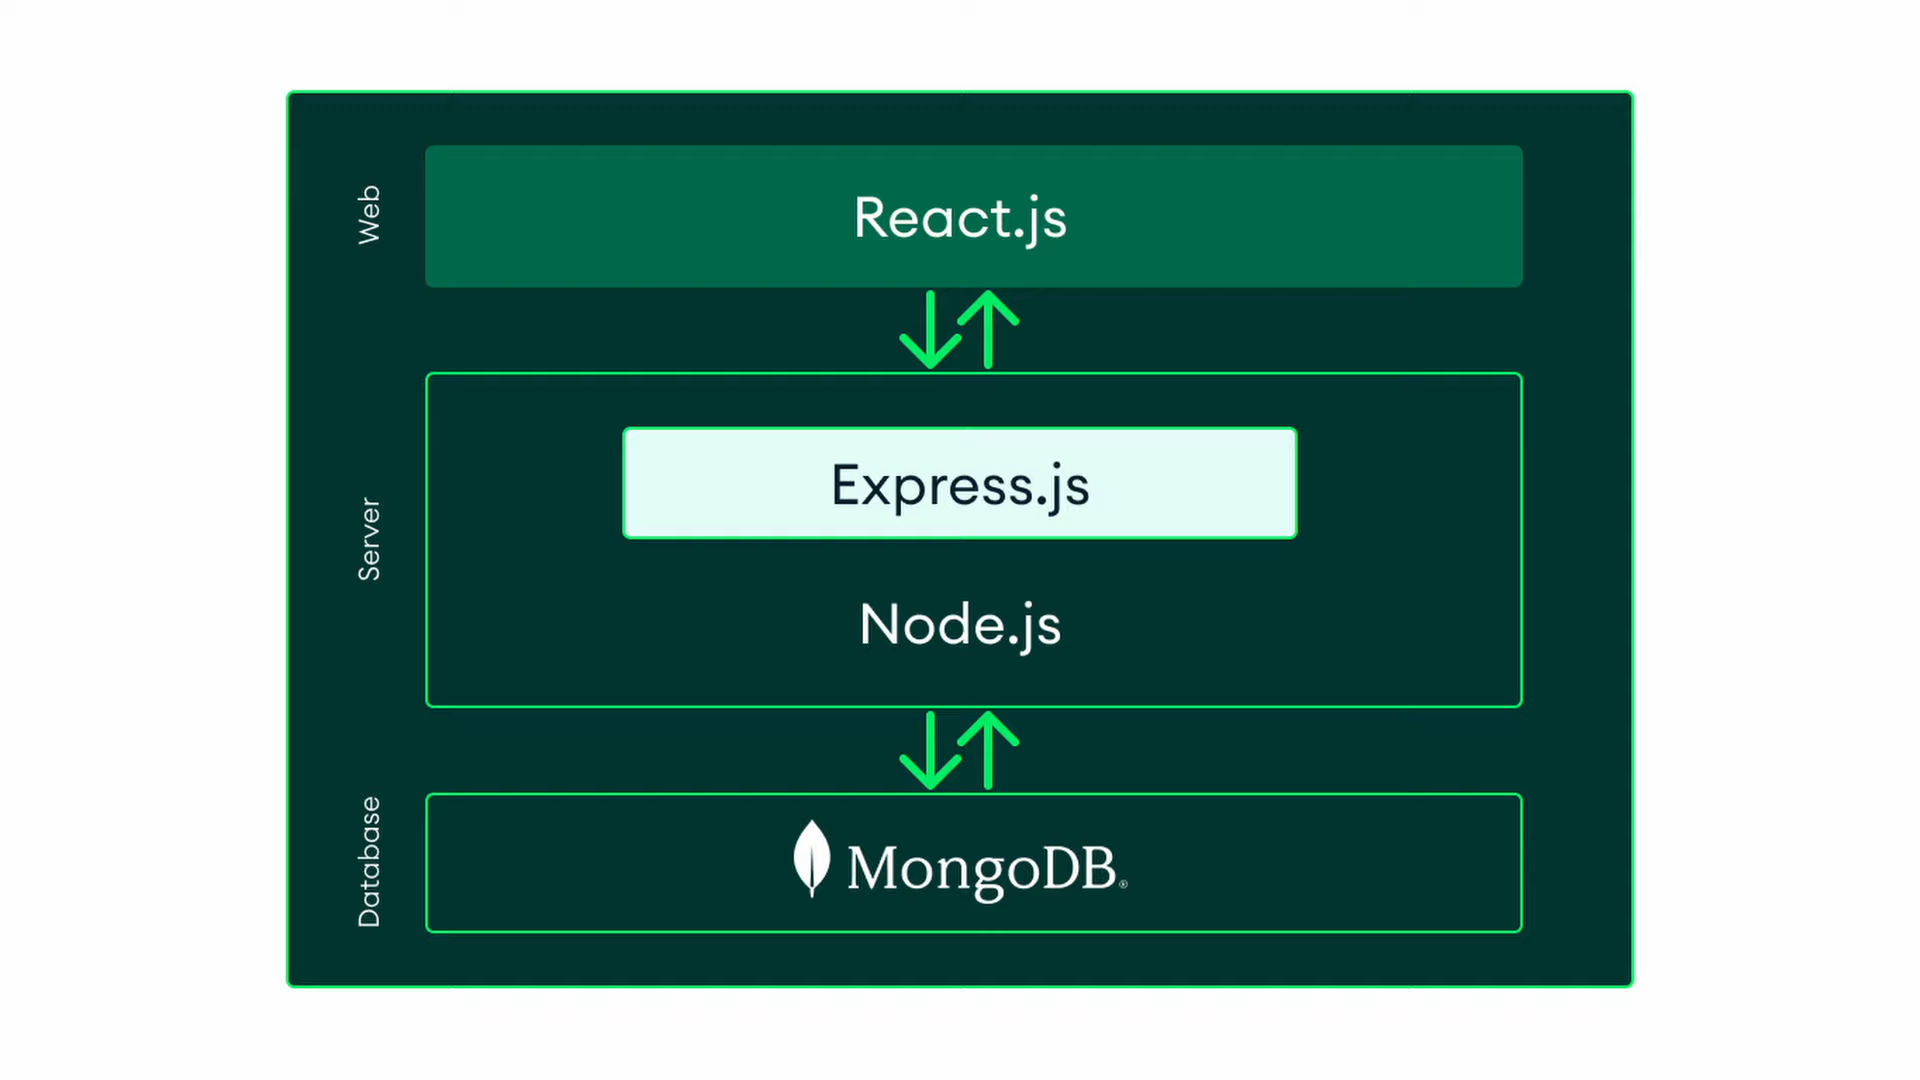 Web
React.js
Server
Express.js
Node.js
Database
MongoDB®